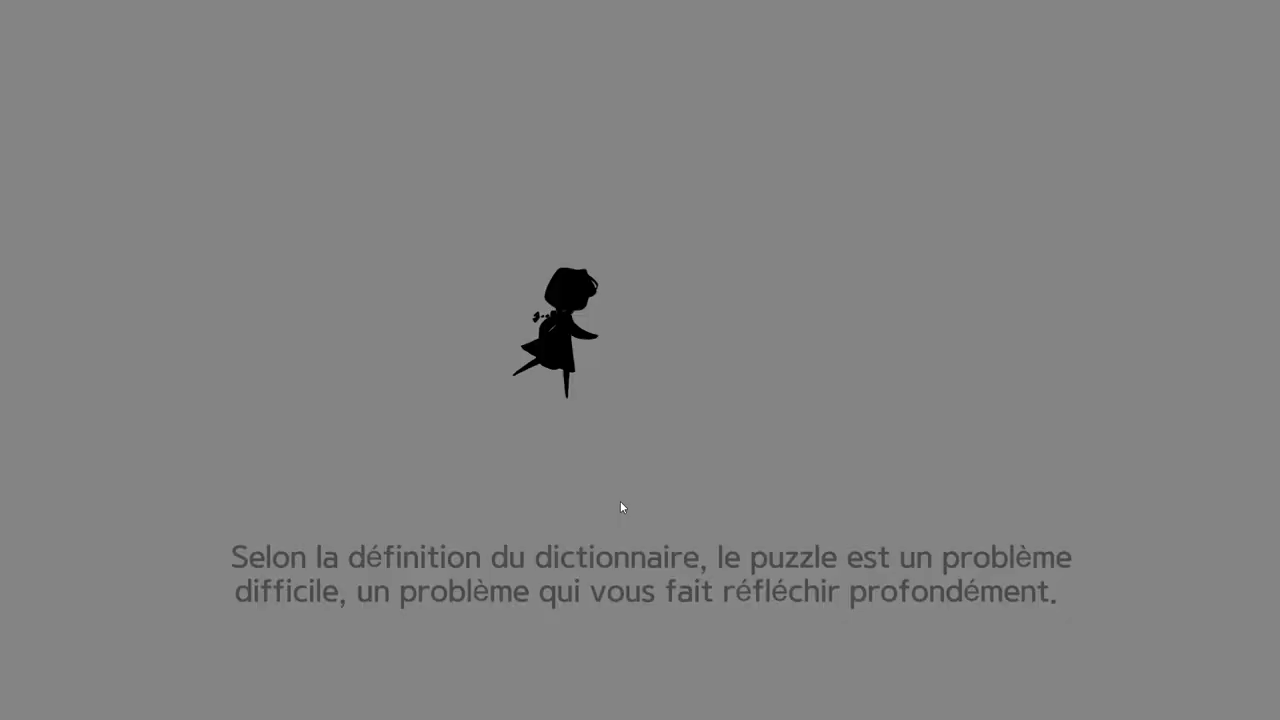 Selon la définition du dictionnaire, le puzzle est un problème
difficile, un problème qui vous fait réfléchir profondément.